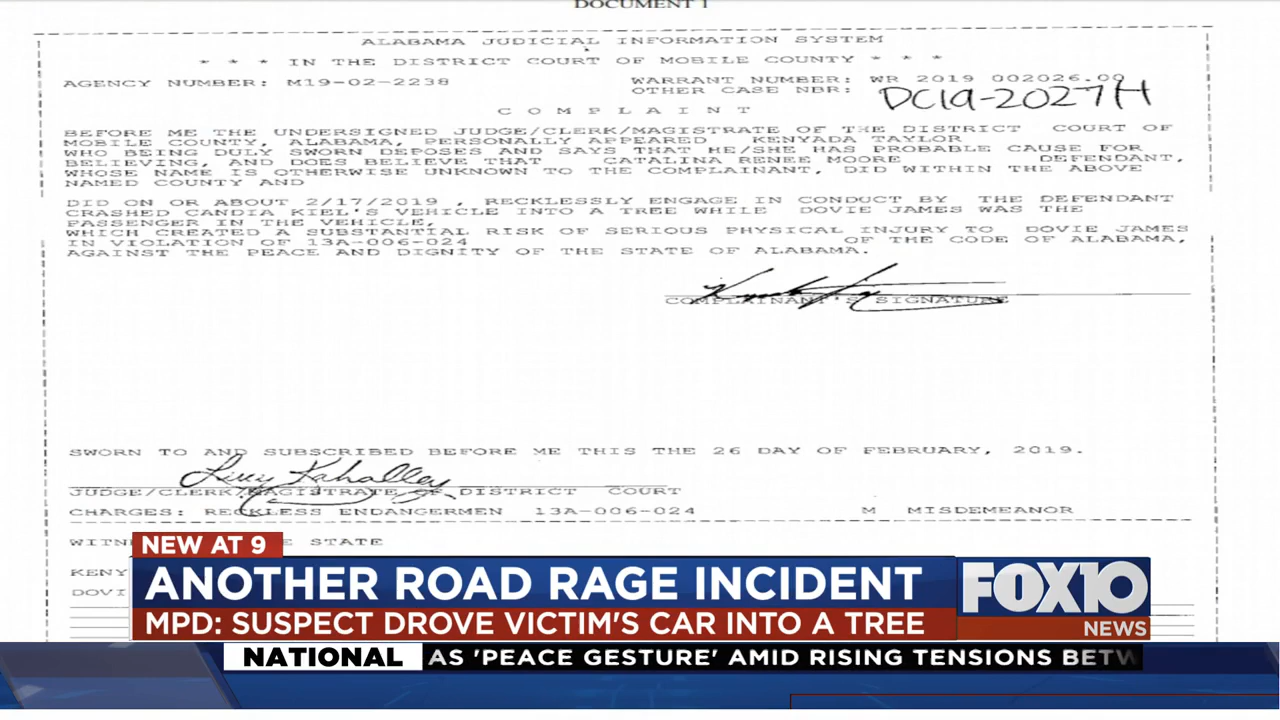 DOCUMENT 1
ALABAMA JUDICIAL INFORMATION SYSTEM
* * * IN THE DISTRICT COURT OF MOBILE COUNTY * * *
AGENCY NUMBER: M19-02-2238 WARRANT NUMBER: WR 2019 002026.00
OTHER CASE NBR: DC19-2027H
C O M P L A I N T
BEFORE ME THE UNDERSIGNED JUDGE/CLERK/MAGISTRATE OF THE DISTRICT COURT OF
MOBILE COUNTY, ALABAMA, PERSONALLY APPEARED KENYADA TAYLOR
WHO BEING DULY SWORN DEPOSES AND SAYS THAT HE/SHE HAS PROBABLE CAUSE FOR
BELIEVING, AND DOES BELIEVE THAT CATALINA RENEE MOORE DEFENDANT,
WHOSE NAME IS OTHERWISE UNKNOWN TO THE COMPLAINANT, DID WITHIN THE ABOVE
NAMED COUNTY AND
DID ON OR ABOUT 2/17/2019 , RECKLESSLY ENGAGE IN CONDUCT BY THE DEFENDANT
CRASHED CANDIA KIEL'S VEHICLE INTO A TREE WHILE DOVIE JAMES WAS THE
PASSENGER IN THE VEHICLE,
WHICH CREATED A SUBSTANTIAL RISK OF SERIOUS PHYSICAL INJURY TO DOVIE JAMES
IN VIOLATION OF 13A-006-024 OF THE CODE OF ALABAMA,
AGAINST THE PEACE AND DIGNITY OF THE STATE OF ALABAMA.
COMPLAINANT'S SIGNATURE
SWORN TO AND SUBSCRIBED BEFORE ME THIS THE 26 DAY OF FEBRUARY, 2019.
JUDGE/CLERK/MAGISTRATE OF DISTRICT COURT
CHARGES: RECKLESS ENDANGERMEN 13A-006-024 M MISDEMEANOR
STATE
NEW AT 9
ANOTHER ROAD RAGE INCIDENT
MPD: SUSPECT DROVE VICTIM'S CAR INTO A TREE
FOX10
NEWS
NATIONAL AS 'PEACE GESTURE' AMID RISING TENSIONS